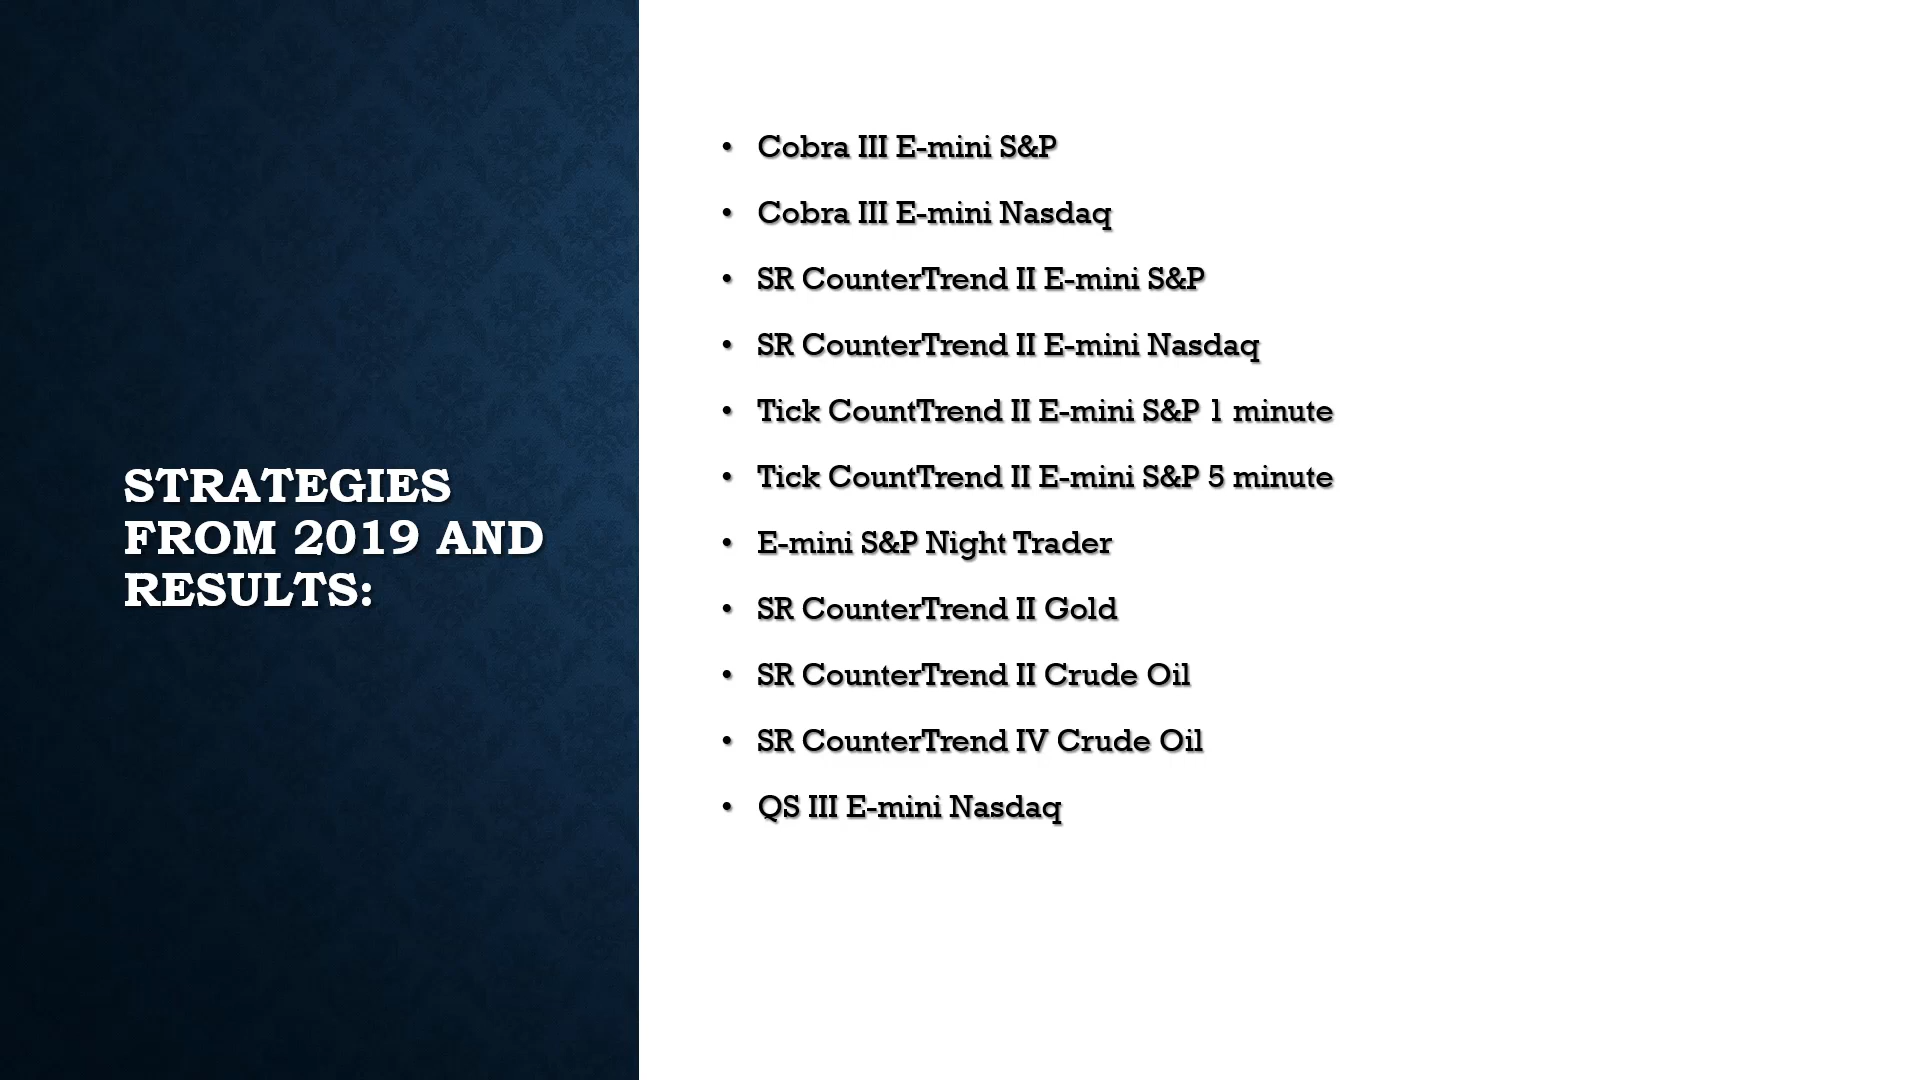 STRATEGIES
FROM 2019 AND
RESULTS:
• Cobra III E-mini S&P
• Cobra III E-mini Nasdaq
• SR CounterTrend II E-mini S&P
• SR CounterTrend II E-mini Nasdaq
• Tick CountTrend II E-mini S&P 1 minute
• Tick CountTrend II E-mini S&P 5 minute
• E-mini S&P Night Trader
• SR CounterTrend II Gold
• SR CounterTrend II Crude Oil
• SR CounterTrend IV Crude Oil
• QS III E-mini Nasdaq